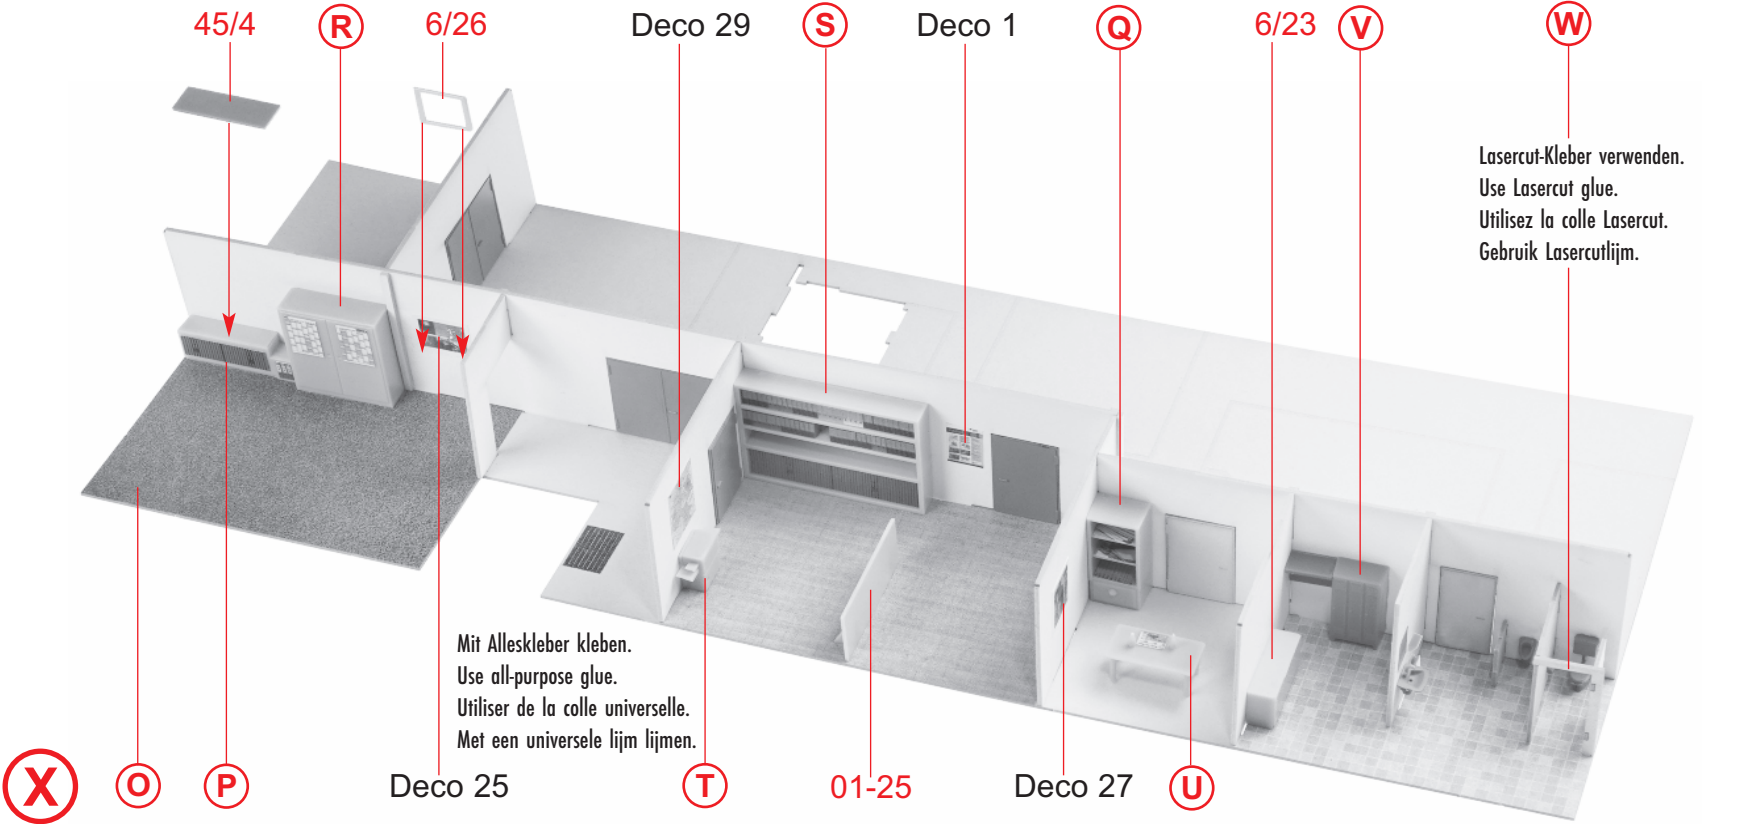 45/4 R 6/26 Deco 29 S Deco 1 Q 6/23 V W
Lasercut-Kleber verwenden.
Use Lasercut glue.
Utilisez la colle Lasercut.
Gebruik Lasercutlijm.
Mit Alleskleber kleben.
Use all-purpose glue.
Utiliser de la colle universelle.
Met een universele lijm lijmen.
X O P Deco 25 T 01-25 Deco 27 U